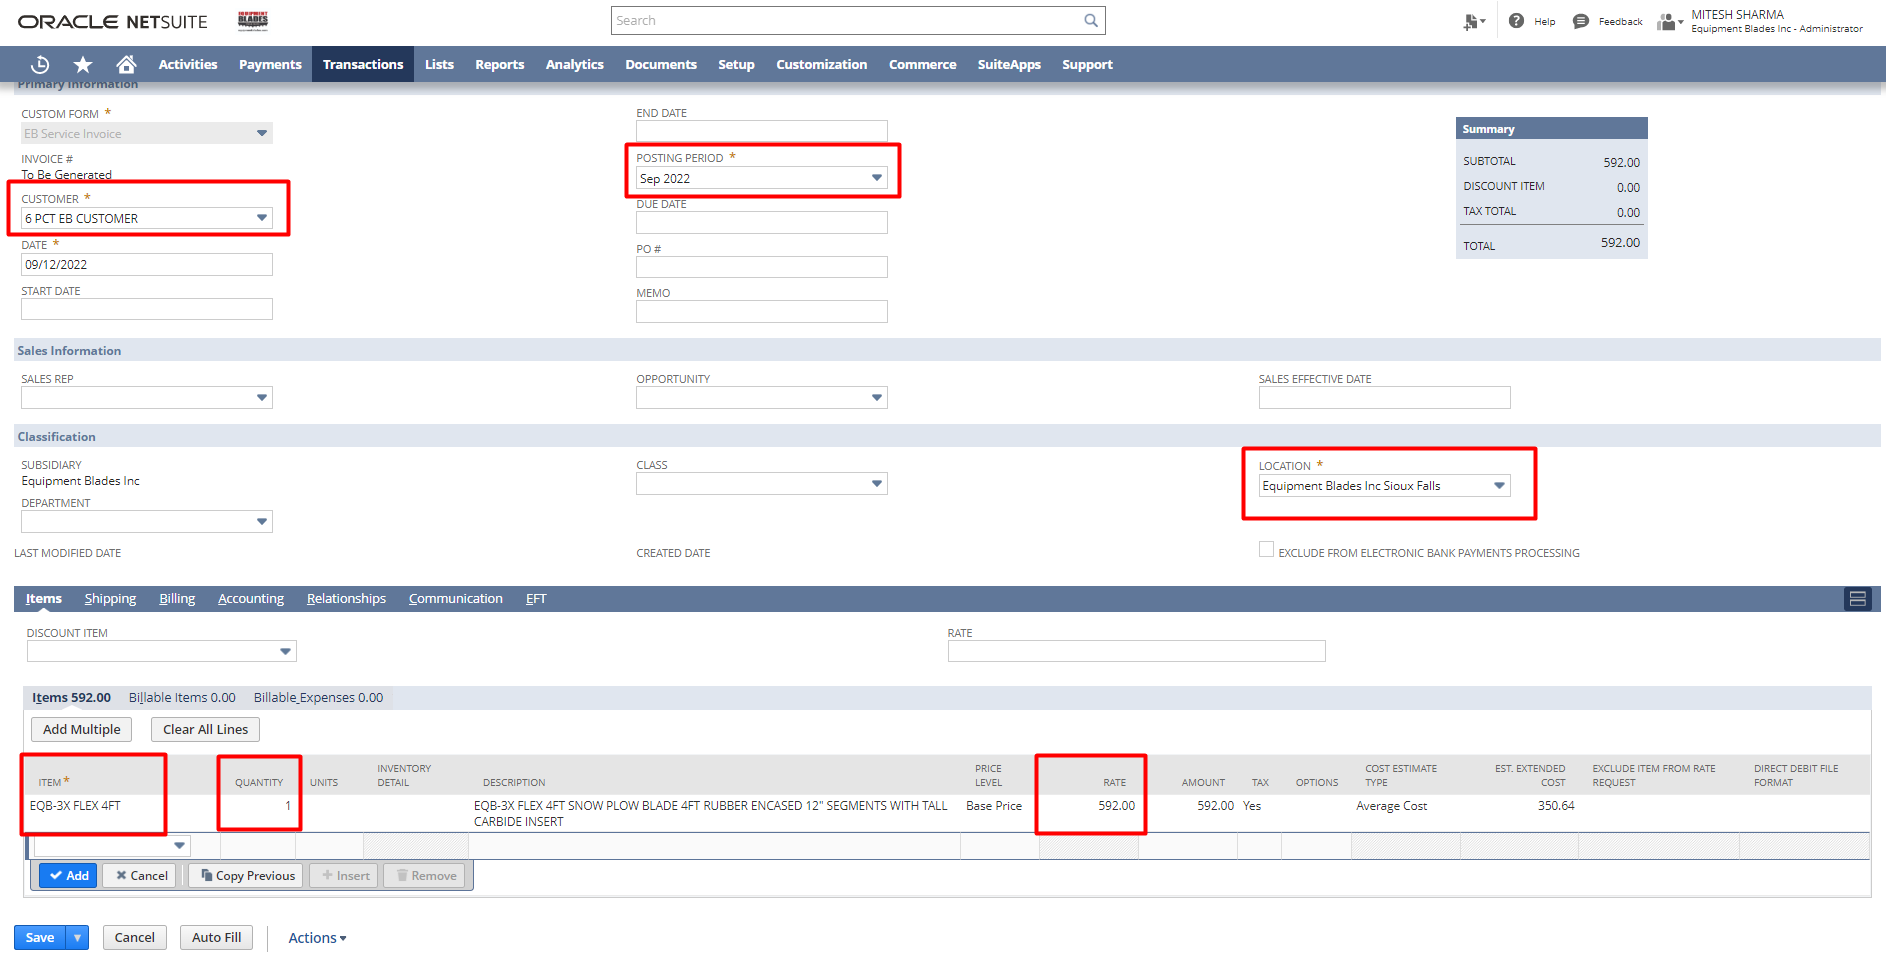 ORACLE NETSUITE
EQUIPMENT
BLADES
Search
Help
Feedback
MITESH SHARMA
Equipment Blades Inc - Administrator
Activities Payments Transactions Lists Reports Analytics Documents Setup Customization Commerce SuiteApps Support
Primary Information
CUSTOM FORM *
EB Service Invoice
INVOICE #
To Be Generated
CUSTOMER *
6 PCT EB CUSTOMER
DATE *
09/12/2022
START DATE
END DATE
POSTING PERIOD *
Sep 2022
DUE DATE
PO #
MEMO
Summary
SUBTOTAL 592.00
DISCOUNT ITEM 0.00
TAX TOTAL 0.00
TOTAL 592.00
Sales Information
SALES REP
OPPORTUNITY
SALES EFFECTIVE DATE
Classification
SUBSIDIARY
Equipment Blades Inc
DEPARTMENT
LAST MODIFIED DATE
CLASS
CREATED DATE
LOCATION *
Equipment Blades Inc Sioux Falls
EXCLUDE FROM ELECTRONIC BANK PAYMENTS PROCESSING
Items Shipping Billing Accounting Relationships Communication EFT
DISCOUNT ITEM
RATE
Items 592.00 Billable Items 0.00 Billable Expenses 0.00
Add Multiple Clear All Lines
ITEM * QUANTITY UNITS INVENTORY DETAIL DESCRIPTION PRICE LEVEL RATE AMOUNT TAX OPTIONS COST ESTIMATE TYPE EST. EXTENDED COST EXCLUDE ITEM FROM RATE REQUEST DIRECT DEBIT FILE FORMAT
EQB-3X FLEX 4FT 1 EQB-3X FLEX 4FT SNOW PLOW BLADE 4FT RUBBER ENCASED 12" SEGMENTS WITH TALL Base Price 592.00 592.00 Yes Average Cost 350.64
CARBIDE INSERT
Add Cancel Copy Previous Insert Remove
Save Cancel Auto Fill Actions